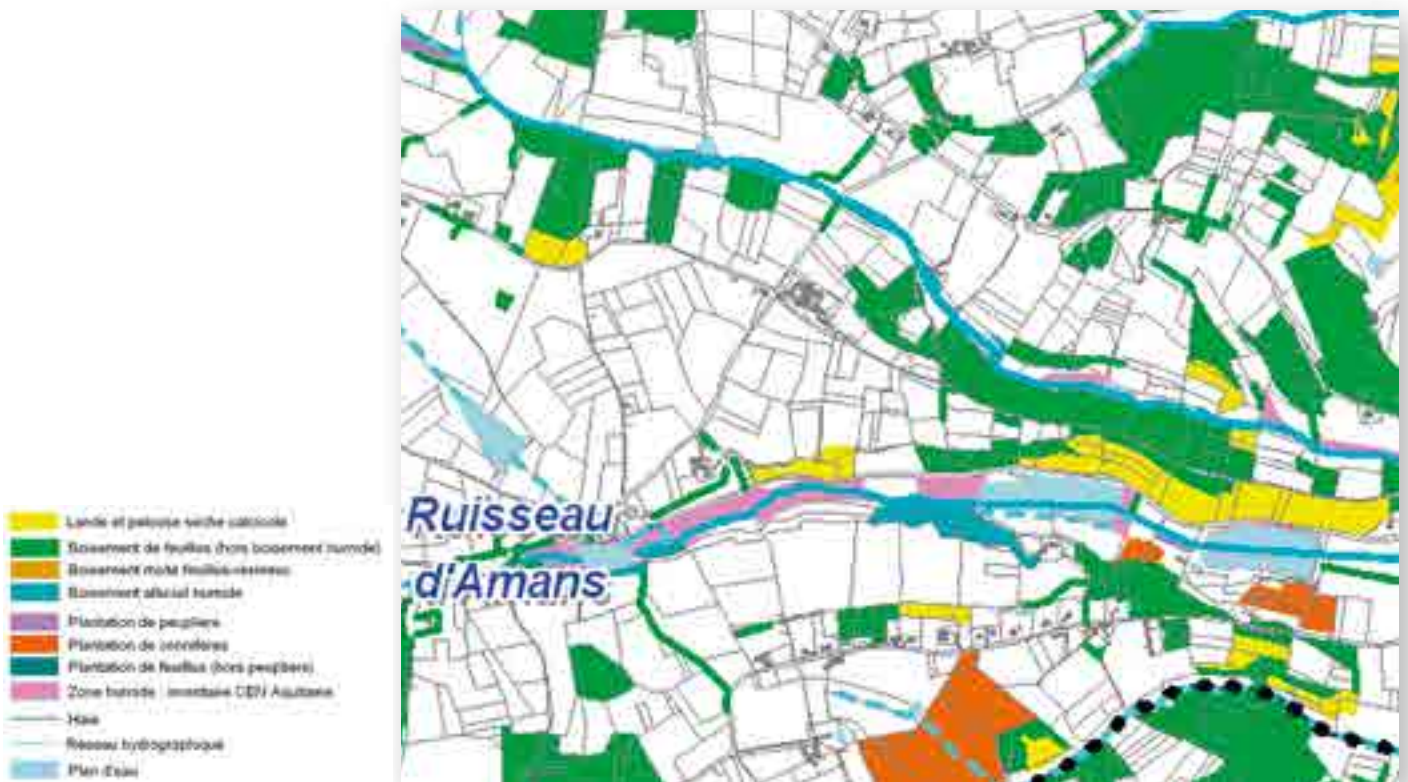 Lande et pelouse sèche calcicole
Boisement de feuillus (hors boisement humide)
Boisement mixte feuillus-résineux
Boisement alluvial humide
Plantation de peupliers
Plantation de conifères
Plantation de feuillus (hors peupliers)
Zone humide : inventaire CEN Aquitaine
Haie
Réseau hydrographique
Plan d'eau
Ruisseau
d'Amans